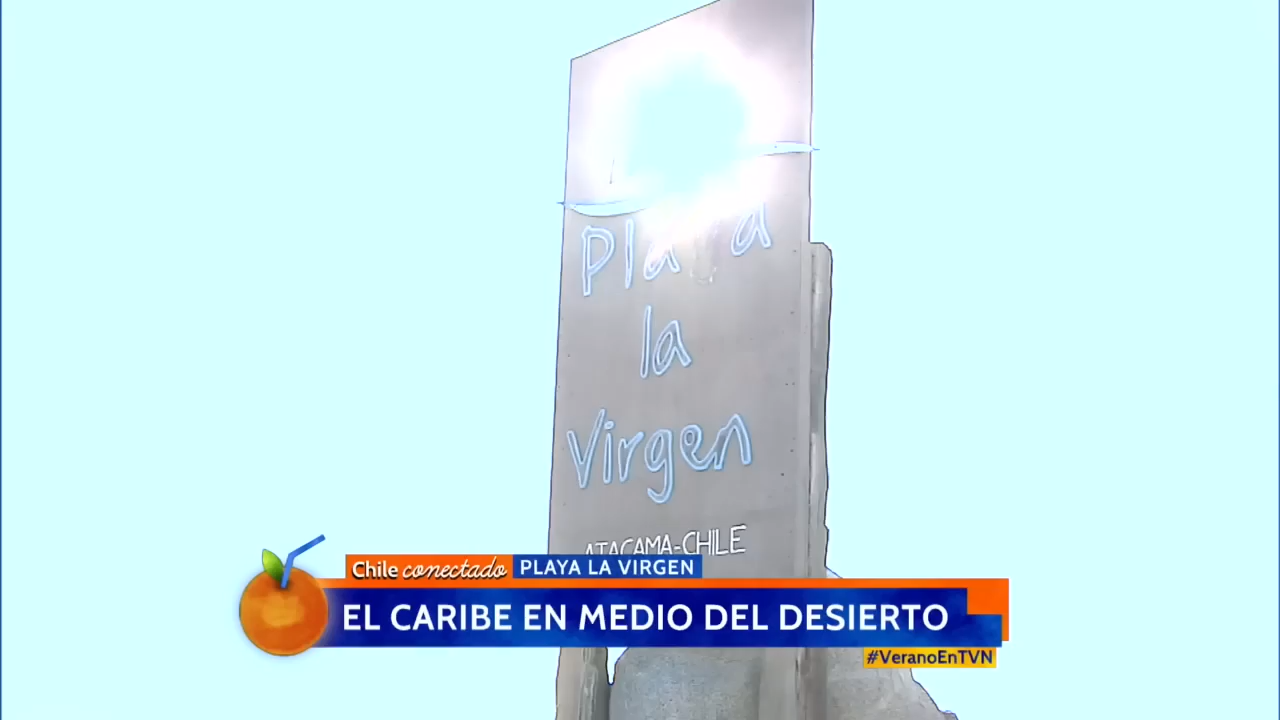 Playa
la
Virgen
ATACAMA-CHILE
Chile conectado PLAYA LA VIRGEN
EL CARIBE EN MEDIO DEL DESIERTO
#VeranoEnTVN